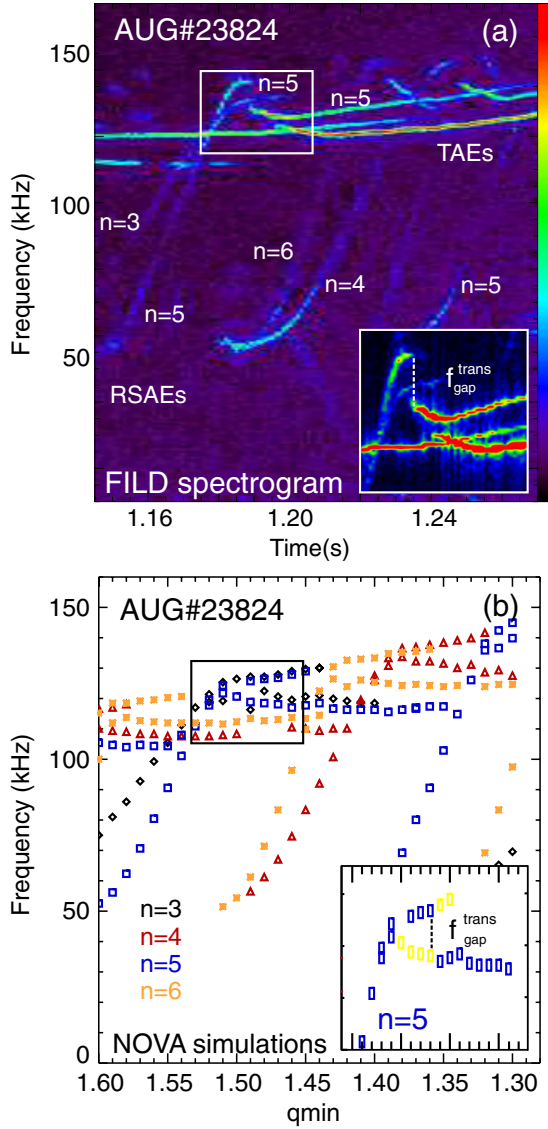 AUG#23824
(a)
150
n=5
n=5
TAEs
100
n=3
n=6
n=4
n=5
n=5
50
RSAEs
f trans gap
FILD spectrogram
Frequency (kHz)
1.16 1.20 1.24
Time(s)
AUG#23824
(b)
150
100
50
0
Frequency (kHz)
n=3
n=4
n=5
n=6
f trans gap
n=5
NOVA simulations
1.60 1.55 1.50 1.45 1.40 1.35 1.30
qmin